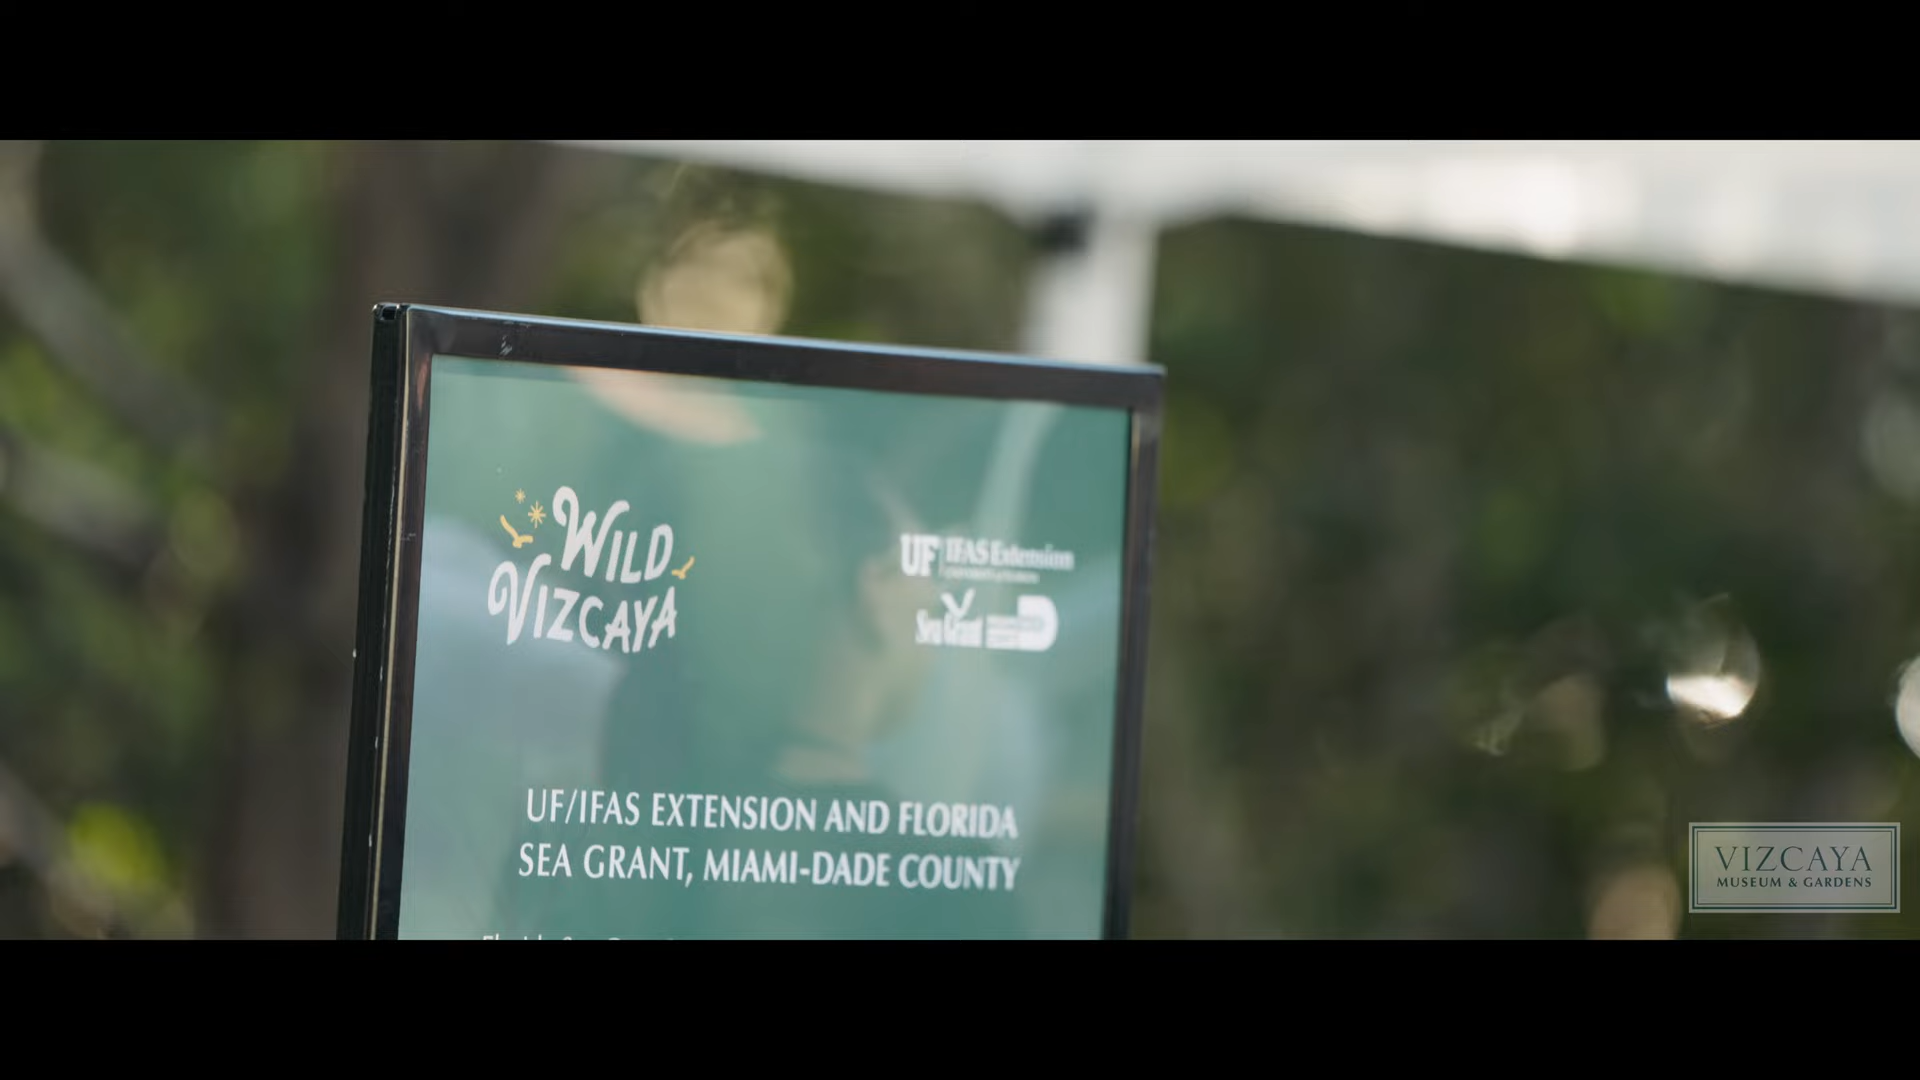 WILD
VIZCAYA
UF IFAS Extension
Sea Grant
UF/IFAS EXTENSION AND FLORIDA
SEA GRANT, MIAMI-DADE COUNTY
VIZCAYA
MUSEUM & GARDENS